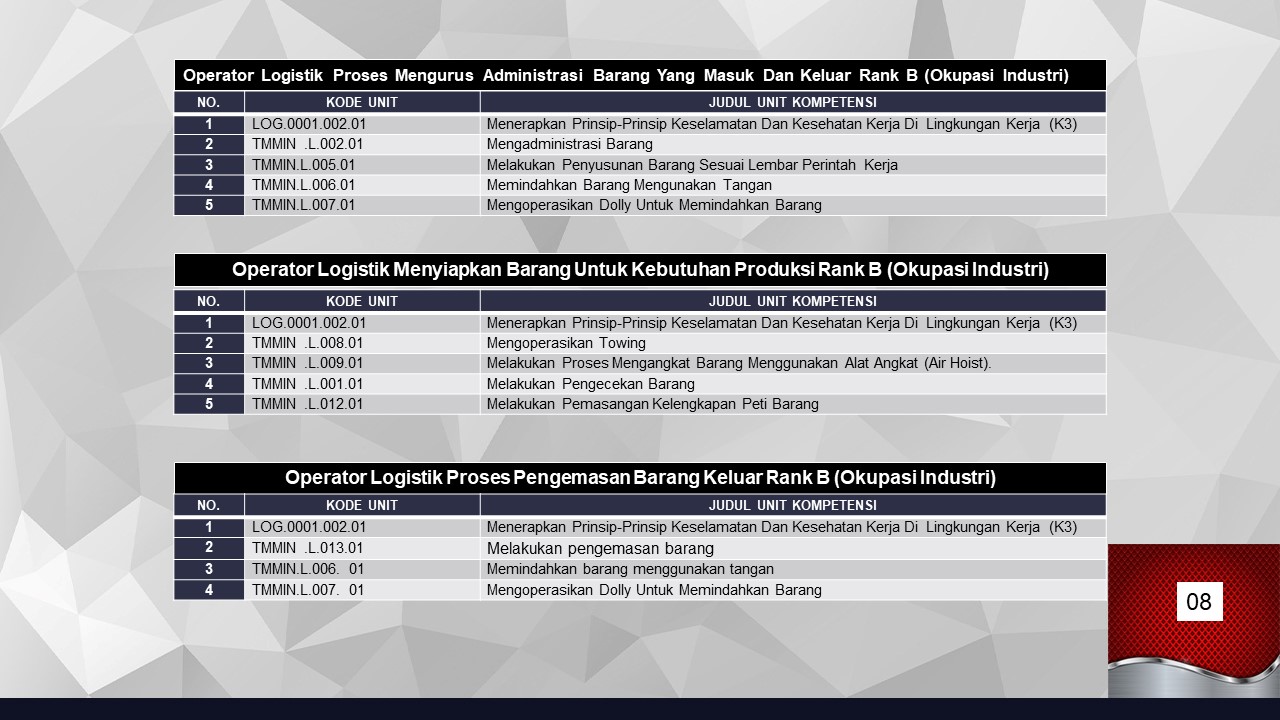 Operator Logistik Proses Mengurus Administrasi Barang Yang Masuk Dan Keluar Rank B (Okupasi Industri)
NO. KODE UNIT JUDUL UNIT KOMPETENSI
1 LOG.0001.002.01 Menerapkan Prinsip-Prinsip Keselamatan Dan Kesehatan Kerja Di Lingkungan Kerja (K3)
2 TMMIN .L.002.01 Mengadministrasi Barang
3 TMMIN.L.005.01 Melakukan Penyusunan Barang Sesuai Lembar Perintah Kerja
4 TMMIN.L.006.01 Memindahkan Barang Mengunakan Tangan
5 TMMIN.L.007.01 Mengoperasikan Dolly Untuk Memindahkan Barang
Operator Logistik Menyiapkan Barang Untuk Kebutuhan Produksi Rank B (Okupasi Industri)
NO. KODE UNIT JUDUL UNIT KOMPETENSI
1 LOG.0001.002.01 Menerapkan Prinsip-Prinsip Keselamatan Dan Kesehatan Kerja Di Lingkungan Kerja (K3)
2 TMMIN .L.008.01 Mengoperasikan Towing
3 TMMIN .L.009.01 Melakukan Proses Mengangkat Barang Menggunakan Alat Angkat (Air Hoist).
4 TMMIN .L.001.01 Melakukan Pengecekan Barang
5 TMMIN .L.012.01 Melakukan Pemasangan Kelengkapan Peti Barang
Operator Logistik Proses Pengemasan Barang Keluar Rank B (Okupasi Industri)
NO. KODE UNIT JUDUL UNIT KOMPETENSI
1 LOG.0001.002.01 Menerapkan Prinsip-Prinsip Keselamatan Dan Kesehatan Kerja Di Lingkungan Kerja (K3)
2 TMMIN .L.013.01 Melakukan pengemasan barang
3 TMMIN.L.006. 01 Memindahkan barang menggunakan tangan
4 TMMIN.L.007. 01 Mengoperasikan Dolly Untuk Memindahkan Barang
08